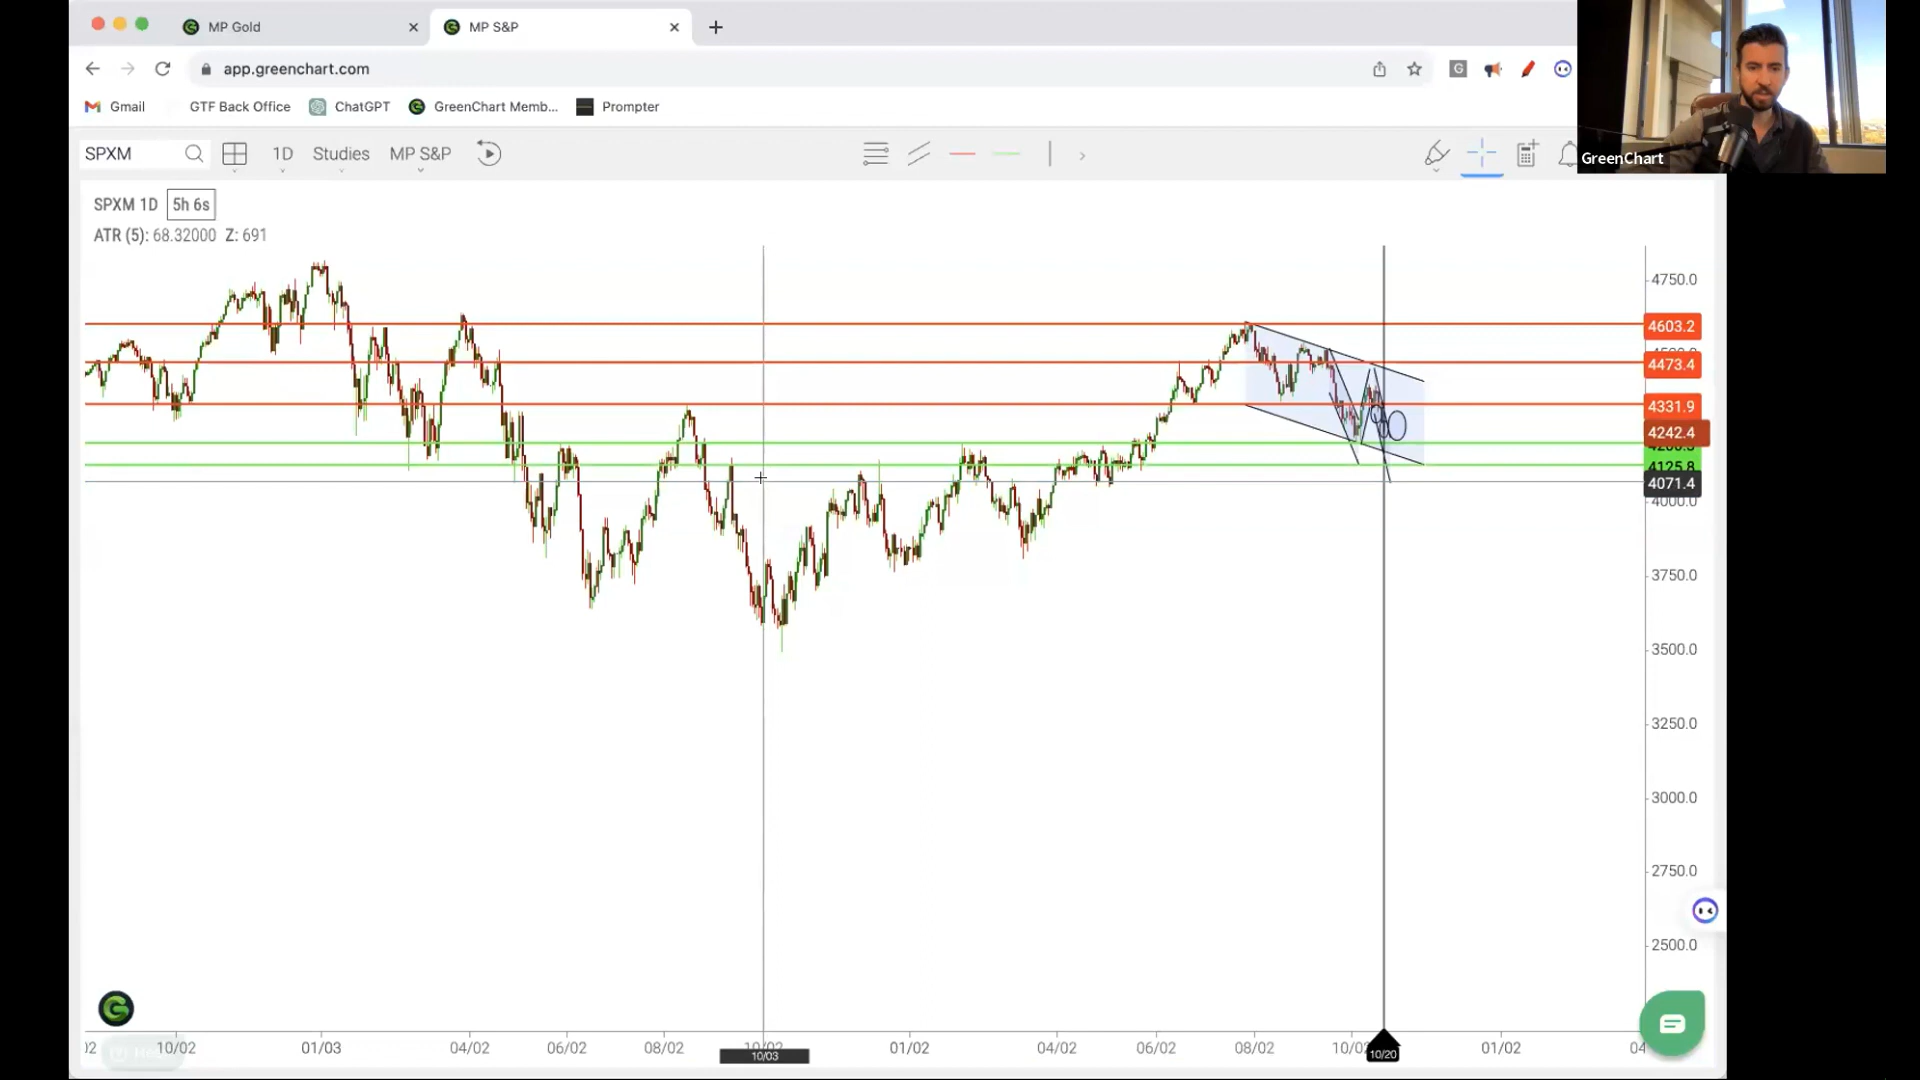 MP Gold
MP S&P
app.greenchart.com
Gmail
GTF Back Office
ChatGPT
GreenChart Memb...
Prompter
GreenChart
SPXM
1D
Studies
MP S&P
SPXM 1D
5h 6s
ATR (5): 68.32000 Z: 691
4750.0
4603.2
4473.4
4331.9
4242.4
4125.8
4071.4
4000.0
3750.0
3500.0
3250.0
3000.0
2750.0
2500.0
10/02
01/03
04/02
06/02
08/02
10/03
01/02
04/02
06/02
08/02
10/20
01/02
04